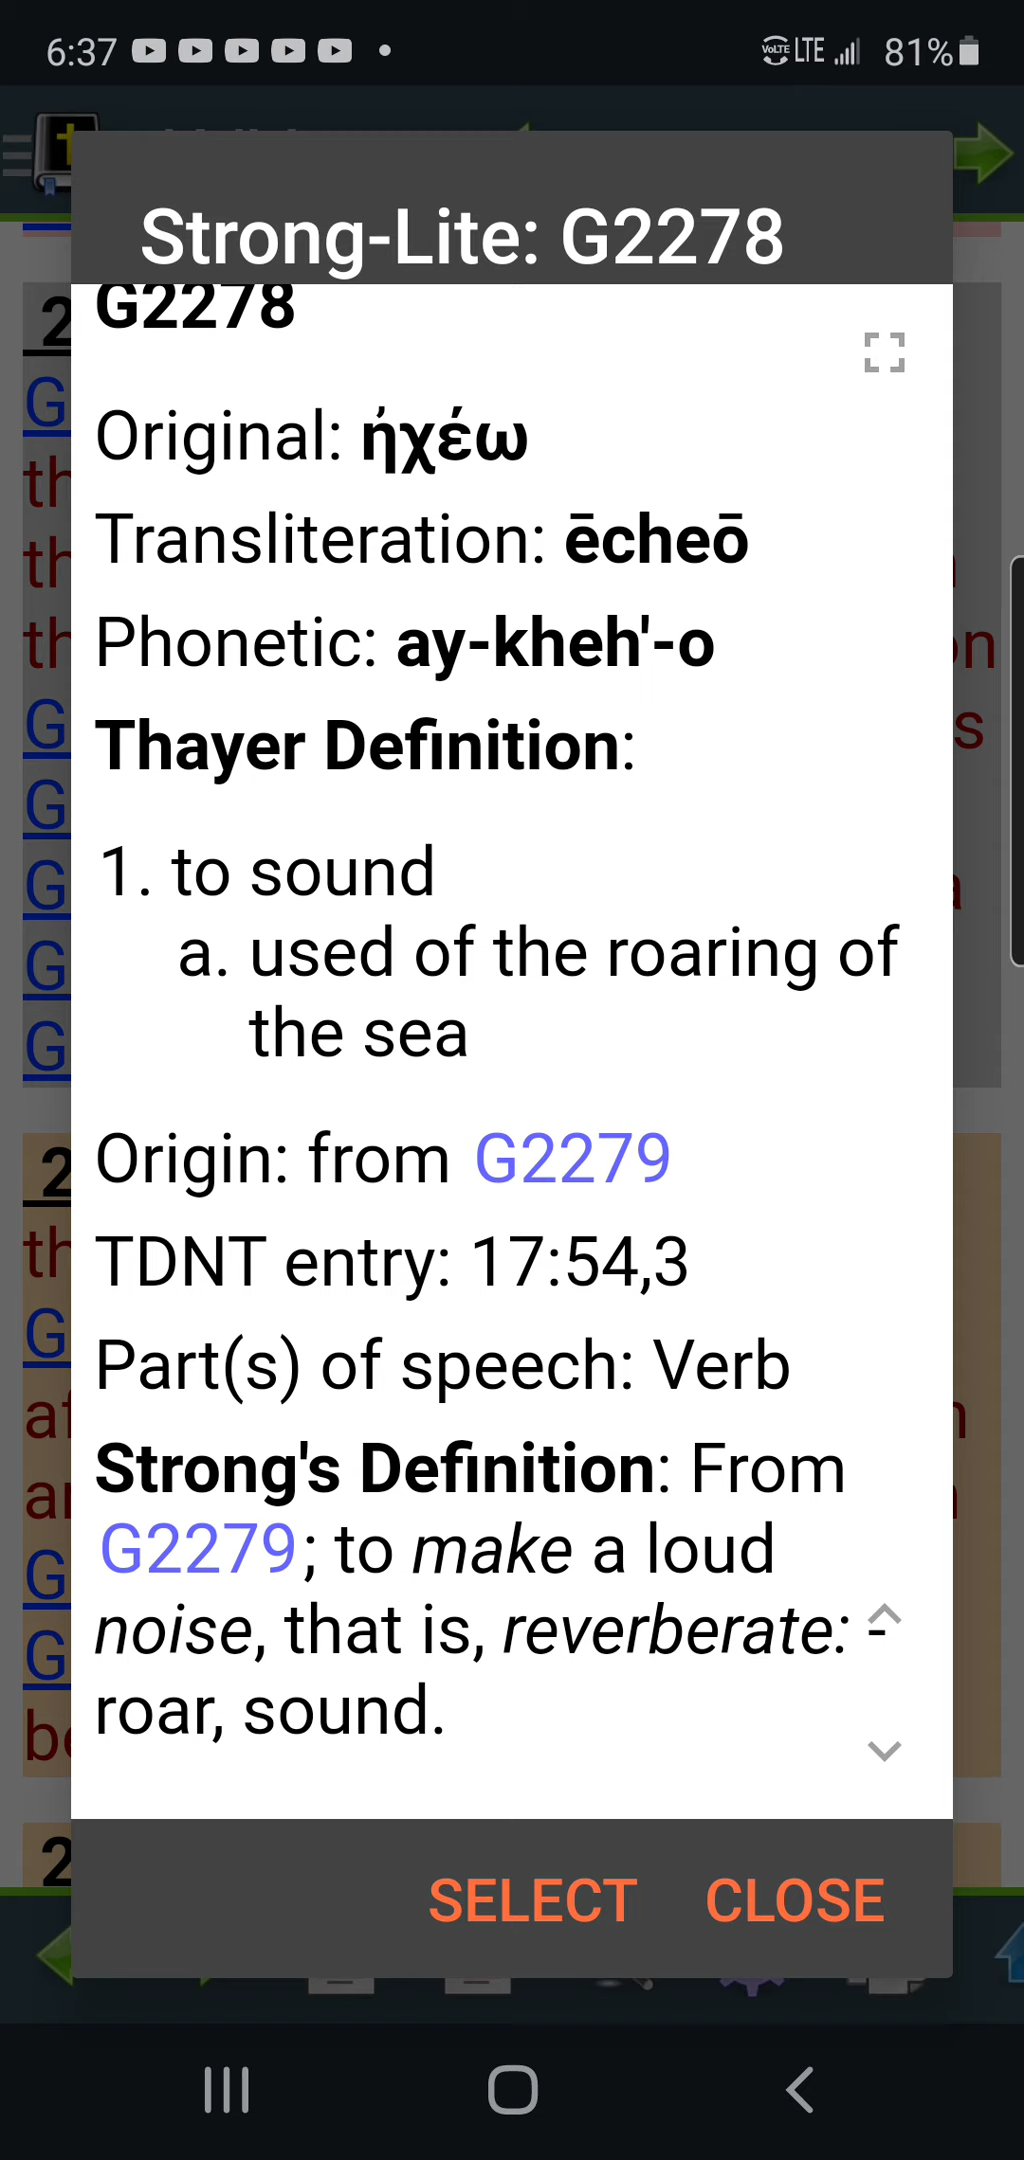 6:37
VoLTE LTE 81%
Strong-Lite: G2278
G2278
Original: ἠχέω
Transliteration: ēcheō
Phonetic: ay-kheh'-o
Thayer Definition:
1. to sound
a. used of the roaring of
the sea
Origin: from G2279
TDNT entry: 17:54,3
Part(s) of speech: Verb
Strong's Definition: From
G2279; to make a loud
noise, that is, reverberate: -
roar, sound.
SELECT CLOSE